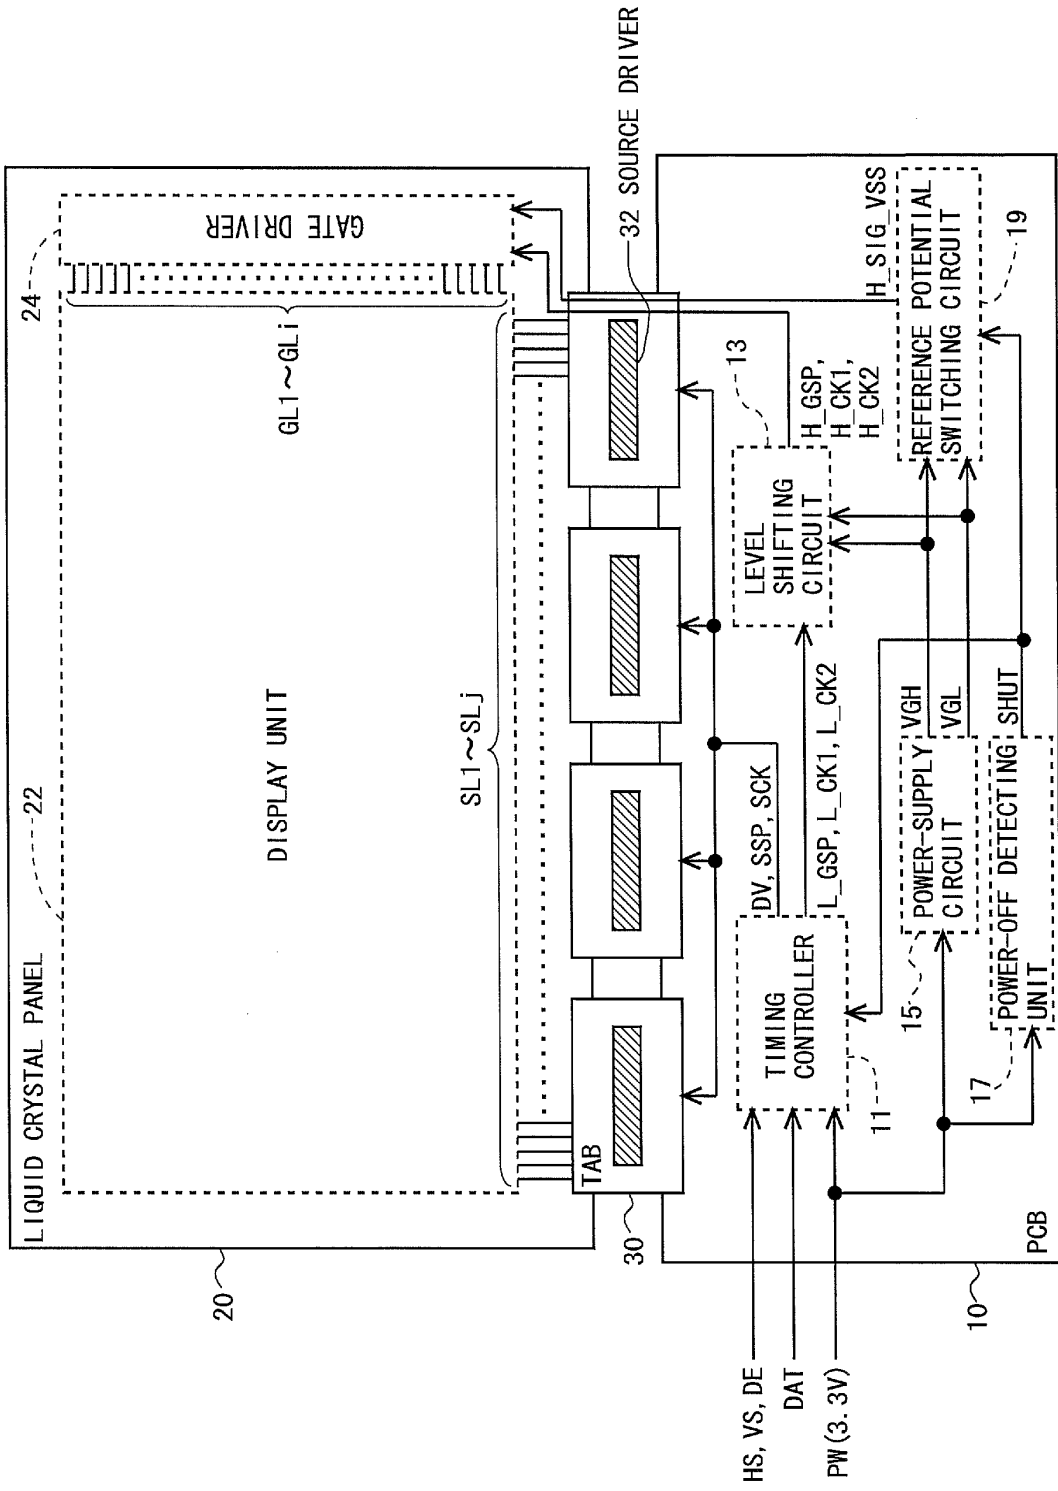 LIQUID CRYSTAL PANEL
20
22
24
DISPLAY UNIT
GATE DRIVER
GL1~GLi
SL1~SLj
TAB
30
32 SOURCE DRIVER
DV, SSP, SCK
HS, VS, DE
DAT
PW(3.3V)
TIMING
CONTROLLER
11
L_GSP, L_CK1, L_CK2
LEVEL
SHIFTING
CIRCUIT
13
H_GSP,
H_CK1,
H_CK2
H_SIG_VSS
15
POWER-SUPPLY
CIRCUIT
VGH
VGL
REFERENCE POTENTIAL
SWITCHING CIRCUIT
19
17
POWER-OFF DETECTING
UNIT
SHUT
10
PCB